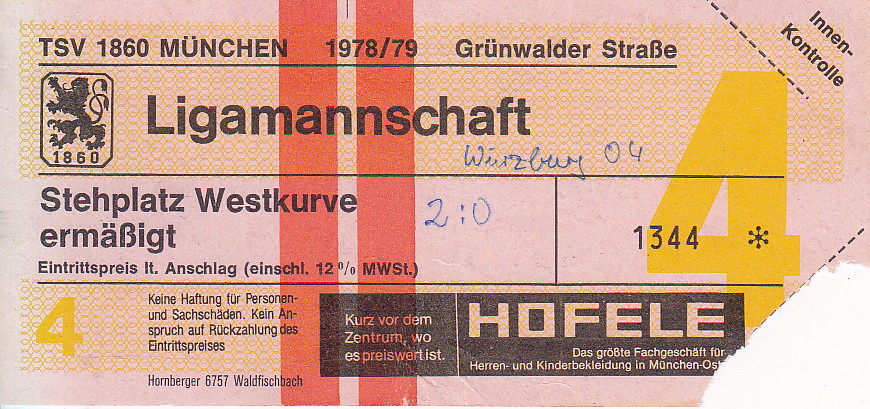 TSV 1860 MÜNCHEN 1978/79 Grünwalder Straße
Innen-
Kontrolle
1860
Ligamannschaft
Würzburg 04
Stehplatz Westkurve
ermäßigt
2:0
1344 *
4
Eintrittspreis lt. Anschlag (einschl. 12% MWSt.)
4
Keine Haftung für Personen-
und Sachschäden. Kein An-
spruch auf Rückzahlung des
Eintrittspreises
Hornberger 6757 Waldfischbach
Kurz vor dem
Zentrum, wo
es preiswert ist.
HOFELE
Das größte Fachgeschäft für
Herren- und Kinderbekleidung in München-Ost